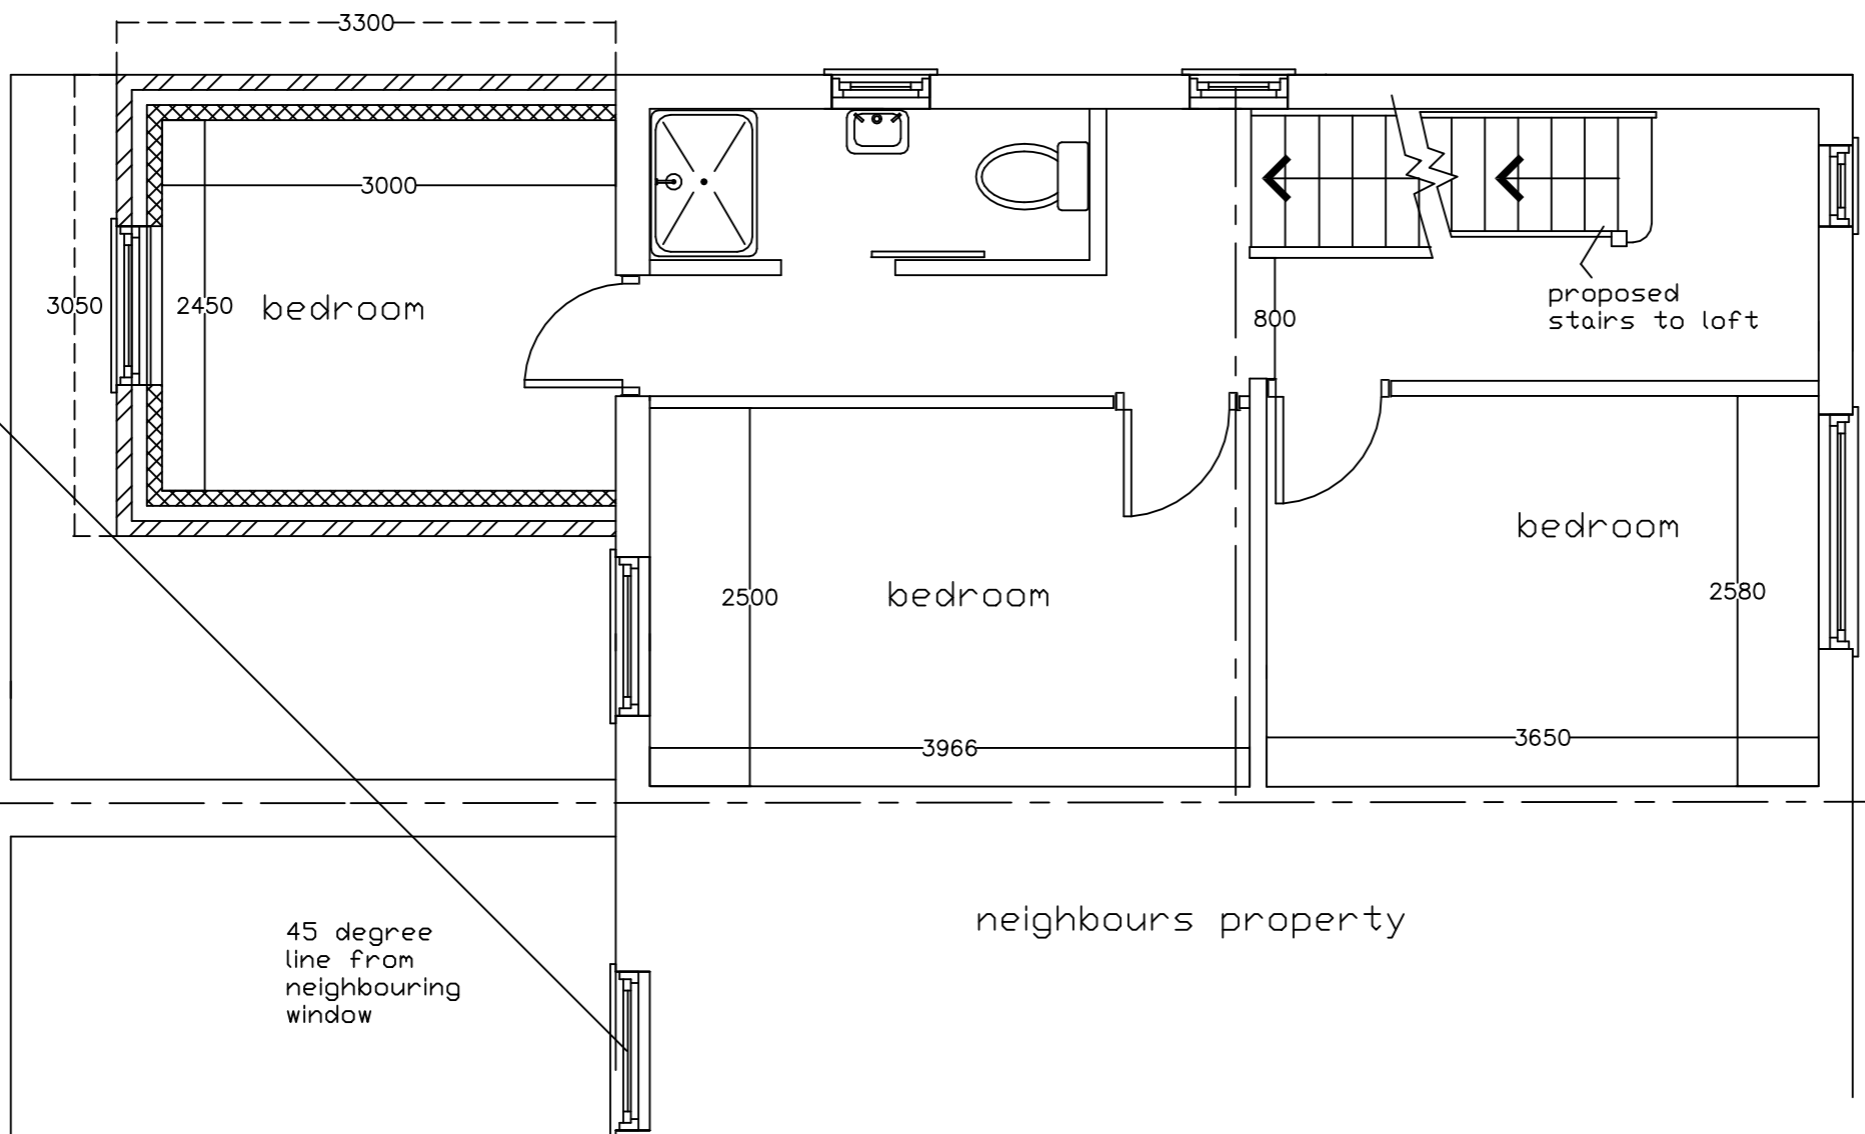 3300
3000
3050
2450
bedroom
800
proposed
stairs to loft
bedroom
2500
bedroom
2580
3966
3650
neighbours property
45 degree
line from
neighbouring
window